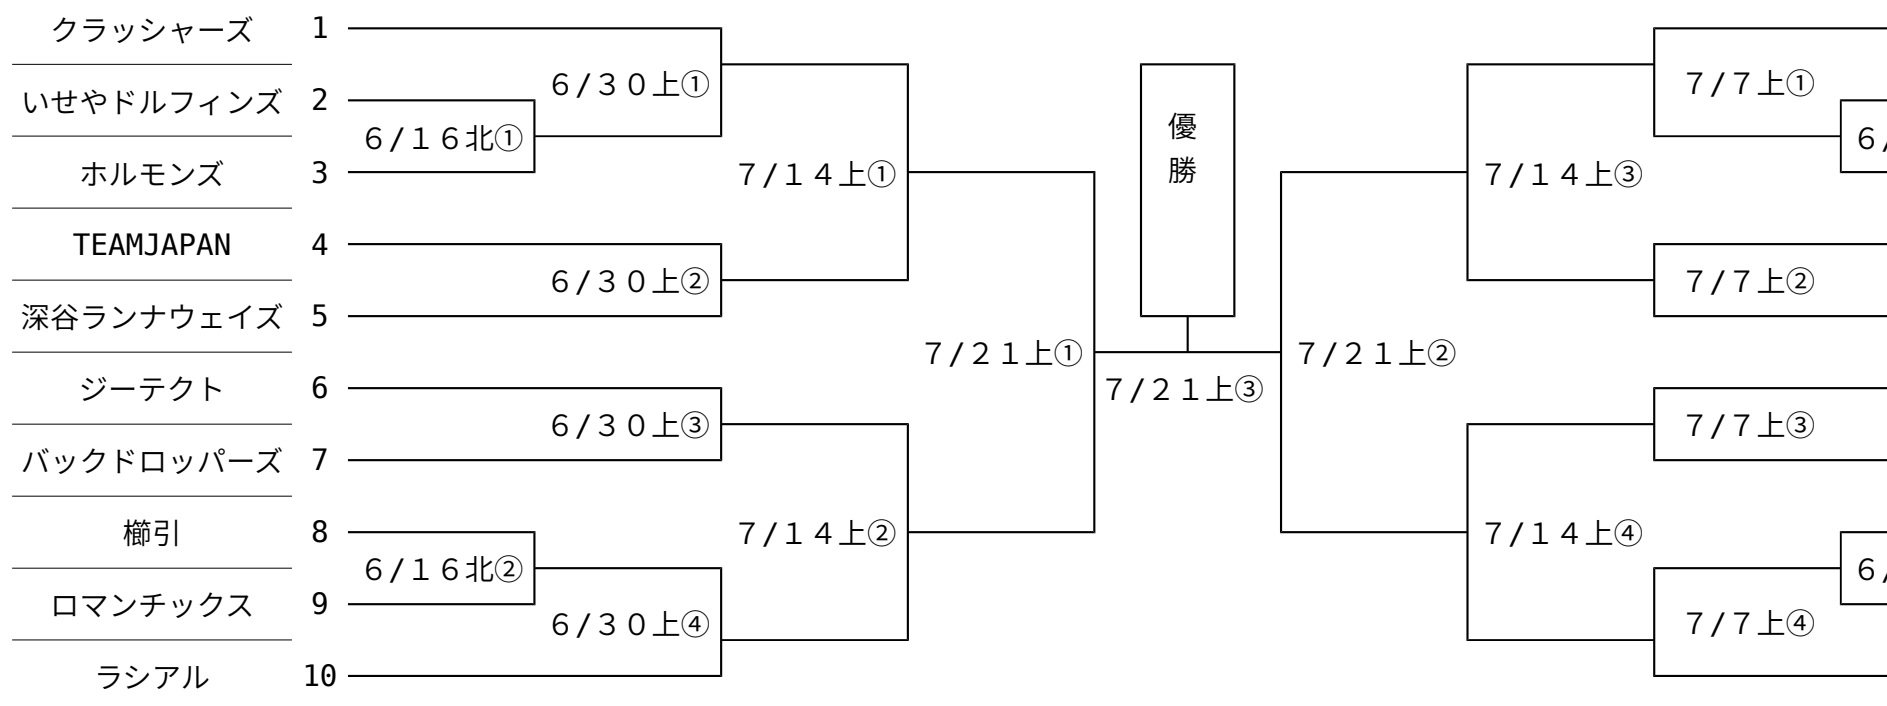 クラッシャーズ 1
いせやドルフィンズ 2
ホルモンズ 3
TEAMJAPAN 4
深谷ランナウェイズ 5
ジーテクト 6
バックドロッパーズ 7
櫛引 8
ロマンチックス 9
ラシアル 10
６/１６北①
６/１６北②
６/３０上①
６/３０上②
６/３０上③
６/３０上④
７/１４上①
７/１４上②
７/２１上①
優
勝
７/２１上③
７/２１上②
７/１４上③
７/１４上④
７/７上①
７/７上②
７/７上③
７/７上④
６/
６/